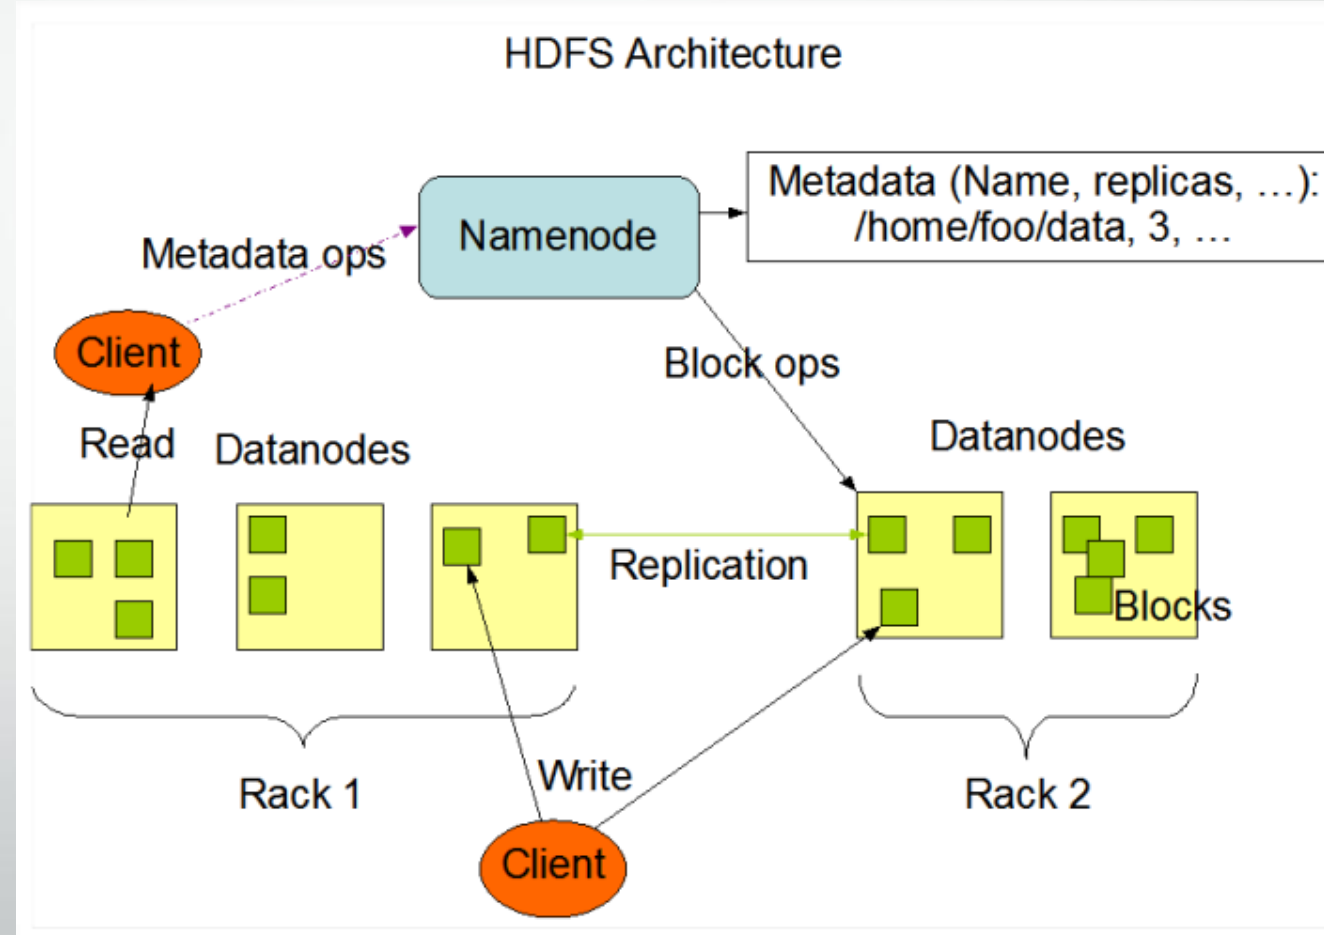 HDFS Architecture
Metadata (Name, replicas, …):
/home/foo/data, 3, …
Namenode
Metadata ops
Client
Block ops
Read
Datanodes
Datanodes
Replication
Blocks
Rack 1
Write
Rack 2
Client